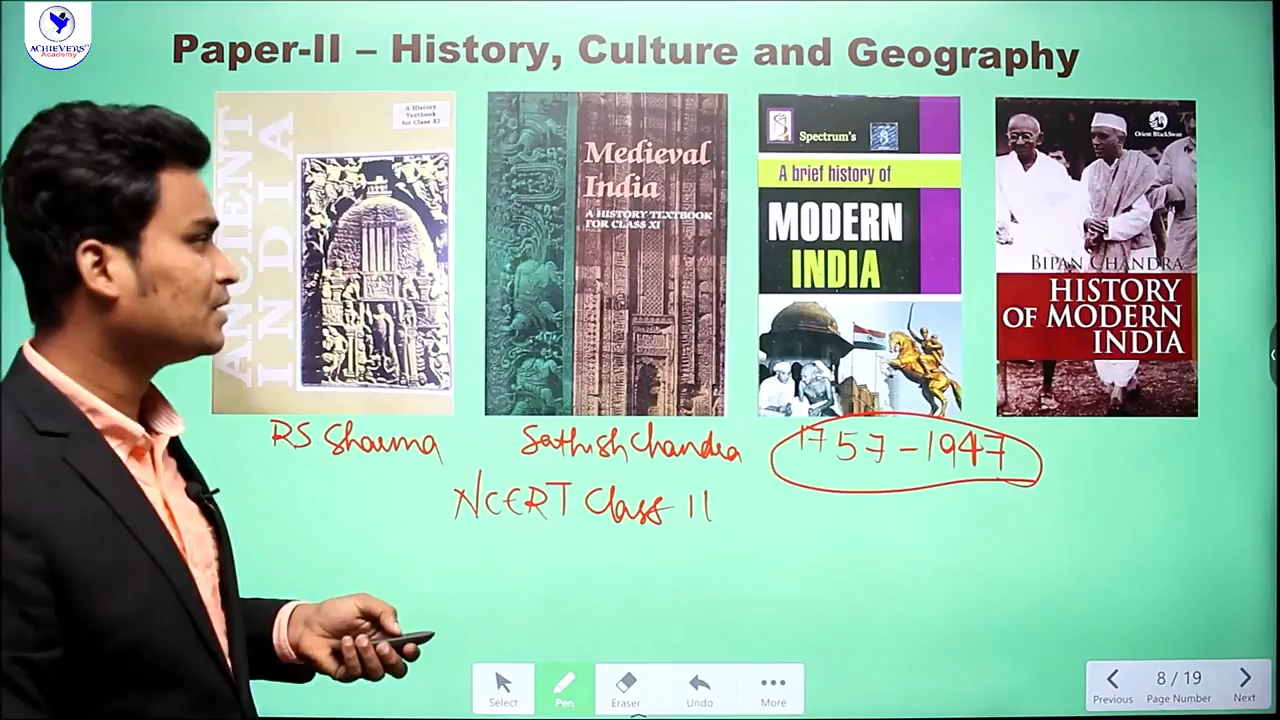 ACHIEVERS
Academy
Paper-II – History, Culture and Geography
ANCIENT
INDIA
A History
Textbook
for Class XI
Medieval
India
A HISTORY TEXTBOOK
FOR CLASS XI
Spectrum's
A brief history of
MODERN
INDIA
Orient BlackSwan
BIPAN CHANDRA
HISTORY
OF MODERN
INDIA
RS Sharma
Sathish Chandra
1757-1947
NCERT Class 11
Select
Pen
Eraser
Undo
More
8 / 19
Previous
Page Number
Next